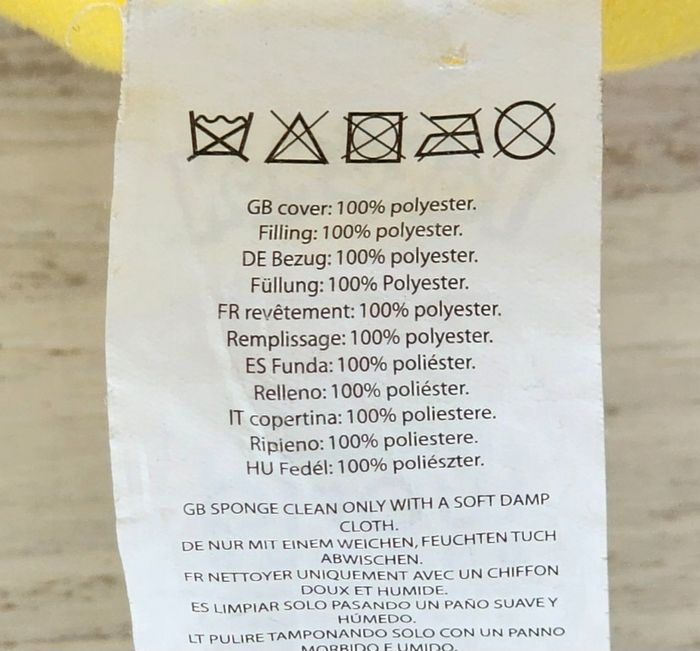 GB cover: 100% polyester.
Filling: 100% polyester.
DE Bezug: 100% polyester.
Füllung: 100% Polyester.
FR revêtement: 100% polyester.
Remplissage: 100% polyester.
ES Funda: 100% poliéster.
Relleno: 100% poliéster.
IT copertina: 100% poliestere.
Ripieno: 100% poliestere.
HU Fedél: 100% poliészter.
GB SPONGE CLEAN ONLY WITH A SOFT DAMP
CLOTH.
DE NUR MIT EINEM WEICHEN, FEUCHTEN TUCH
ABWISCHEN.
FR NETTOYER UNIQUEMENT AVEC UN CHIFFON
DOUX ET HUMIDE.
ES LIMPIAR SOLO PASANDO UN PAÑO SUAVE Y
HÚMEDO.
LT PULIRE TAMPONANDO SOLO CON UN PANNO
MORBIDO E UMIDO.